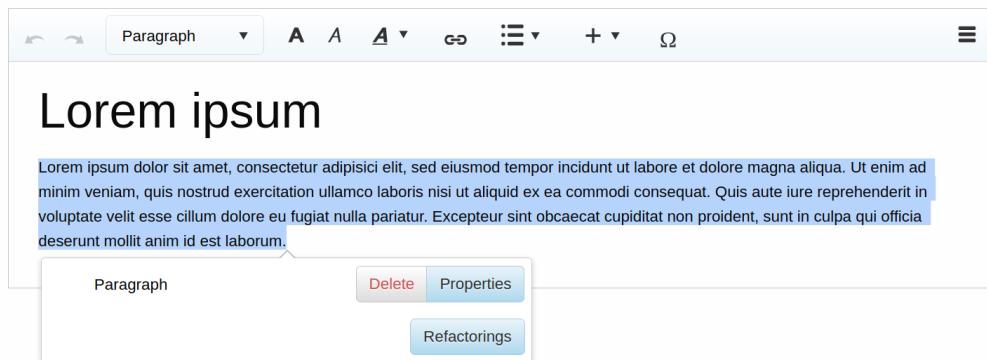 Paragraph A A A Ω
Lorem ipsum
Lorem ipsum dolor sit amet, consectetur adipisici elit, sed eiusmod tempor incidunt ut labore et dolore magna aliqua. Ut enim ad
minim veniam, quis nostrud exercitation ullamco laboris nisi ut aliquid ex ea commodi consequat. Quis aute iure reprehenderit in
voluptate velit esse cillum dolore eu fugiat nulla pariatur. Excepteur sint obcaecat cupiditat non proident, sunt in culpa qui officia
deserunt mollit anim id est laborum.
Paragraph Delete Properties
Refactorings